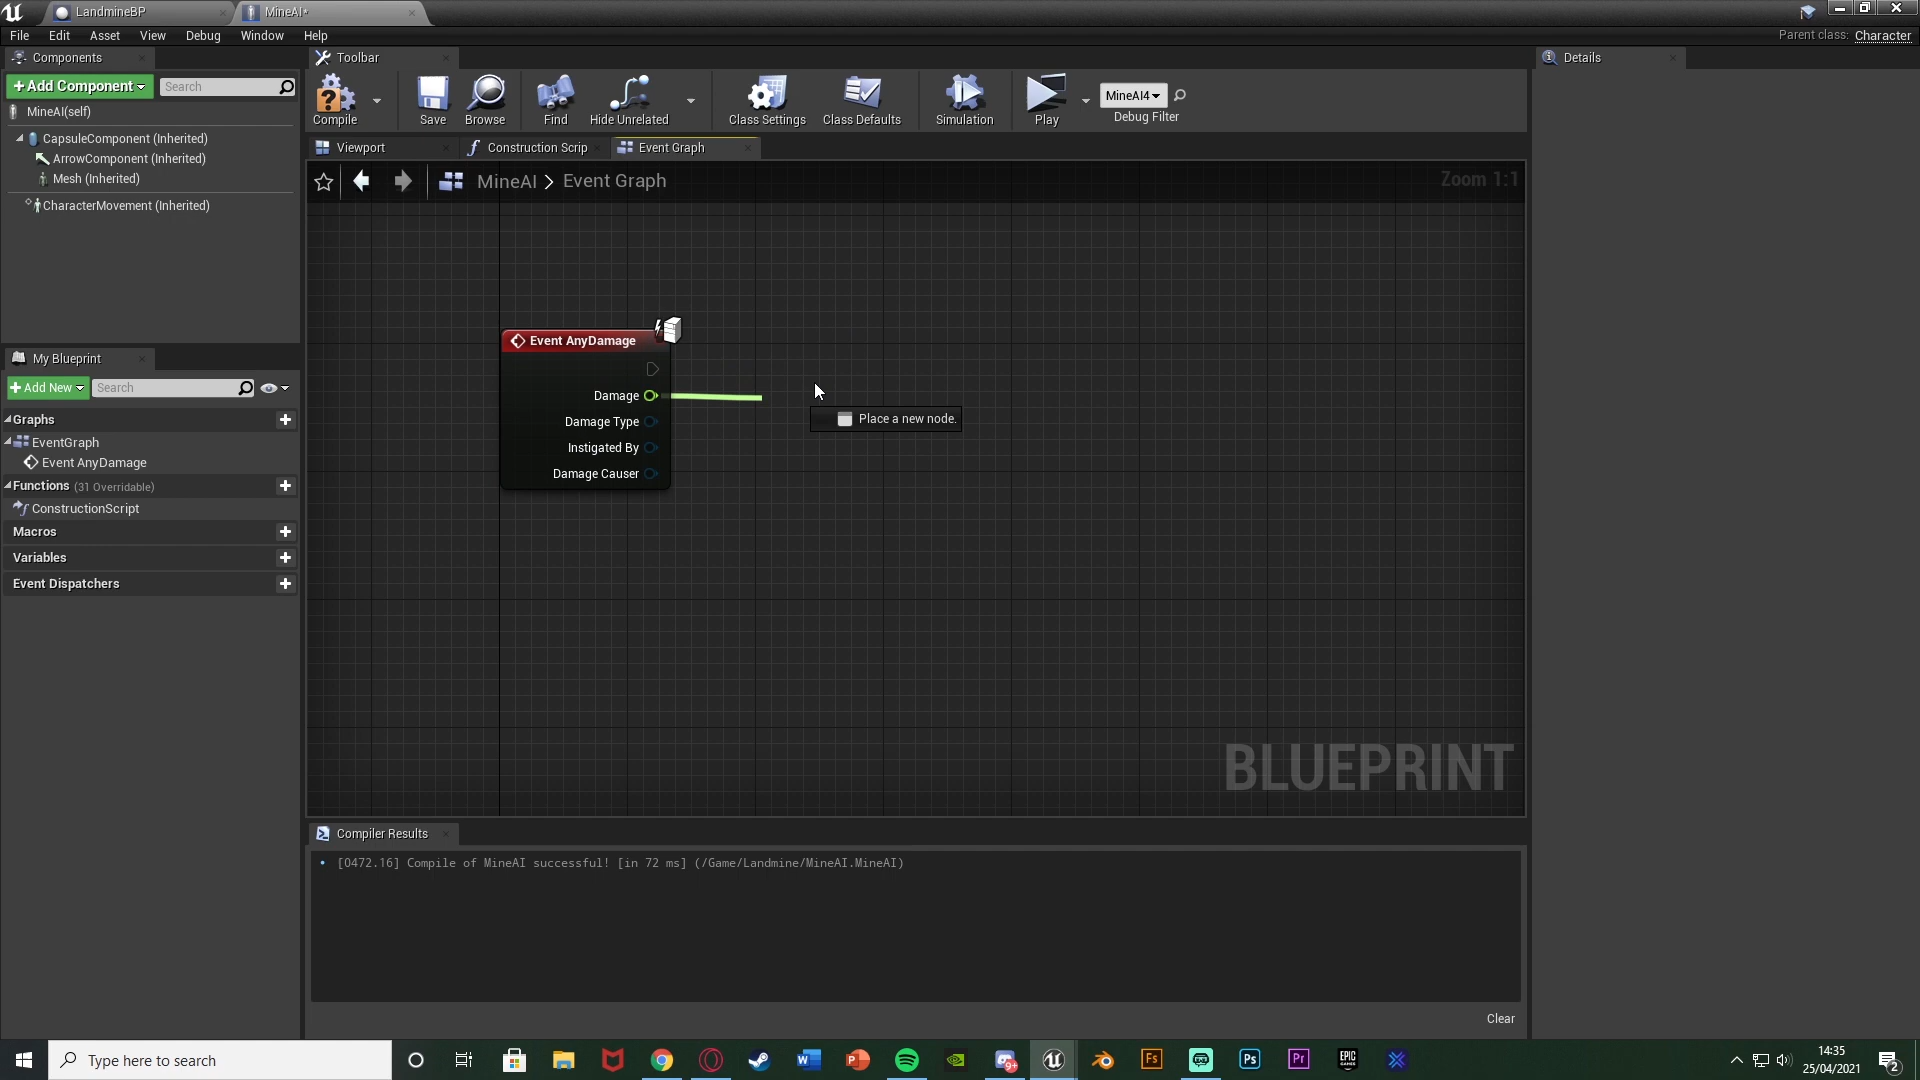 LandmineBP
MineAI*
File Edit Asset View Debug Window Help
Parent class: Character
Components
Toolbar
Details
Add Component
Search
Compile
Save
Browse
Find
Hide Unrelated
Class Settings
Class Defaults
Simulation
Play
MineAI4
Debug Filter
MineAI(self)
CapsuleComponent (Inherited)
ArrowComponent (Inherited)
Mesh (Inherited)
CharacterMovement (Inherited)
Viewport
Construction Scrip
Event Graph
MineAI > Event Graph
Zoom 1:1
Event AnyDamage
Damage
Damage Type
Instigated By
Damage Causer
Place a new node.
My Blueprint
Add New
Search
Graphs
EventGraph
Event AnyDamage
Functions (31 Overridable)
ConstructionScript
Macros
Variables
Event Dispatchers
BLUEPRINT
Compiler Results
[0472.16] Compile of MineAI successful! [in 72 ms] (/Game/Landmine/MineAI.MineAI)
Clear
Type here to search
14:35
25/04/2021